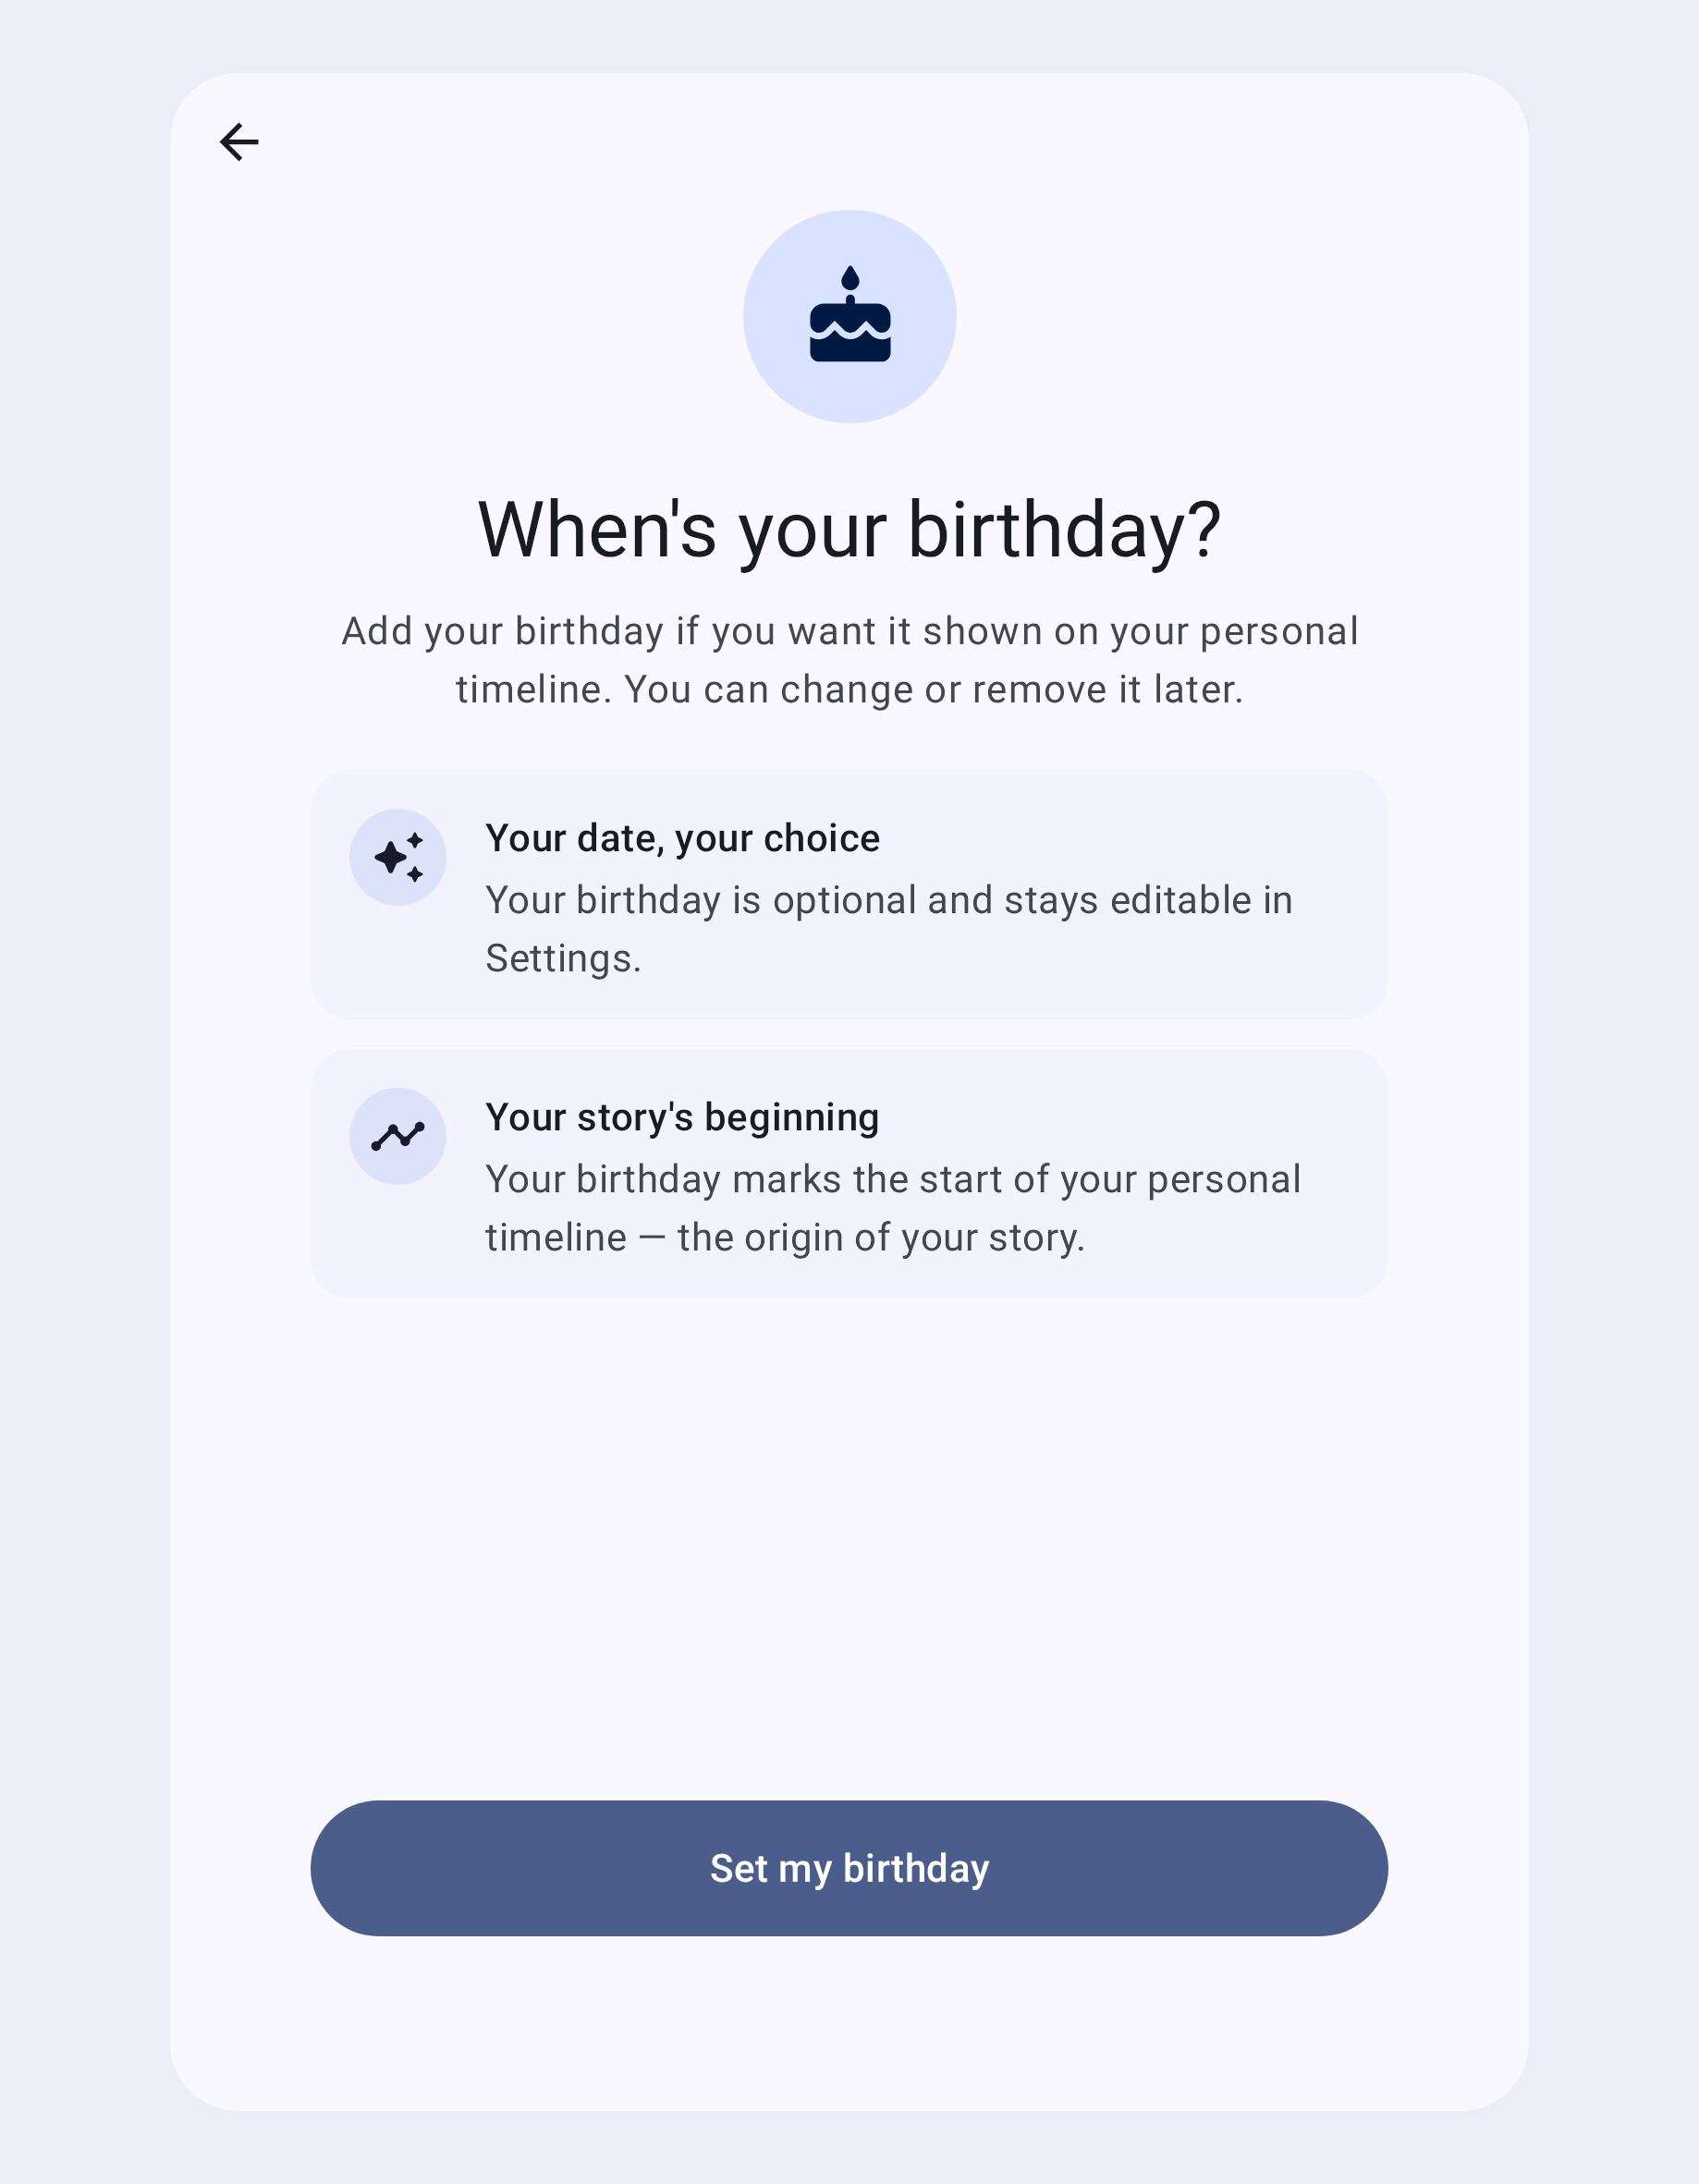 When's your birthday?
Add your birthday if you want it shown on your personal
timeline. You can change or remove it later.
Your date, your choice
Your birthday is optional and stays editable in
Settings.
Your story's beginning
Your birthday marks the start of your personal
timeline — the origin of your story.
Set my birthday